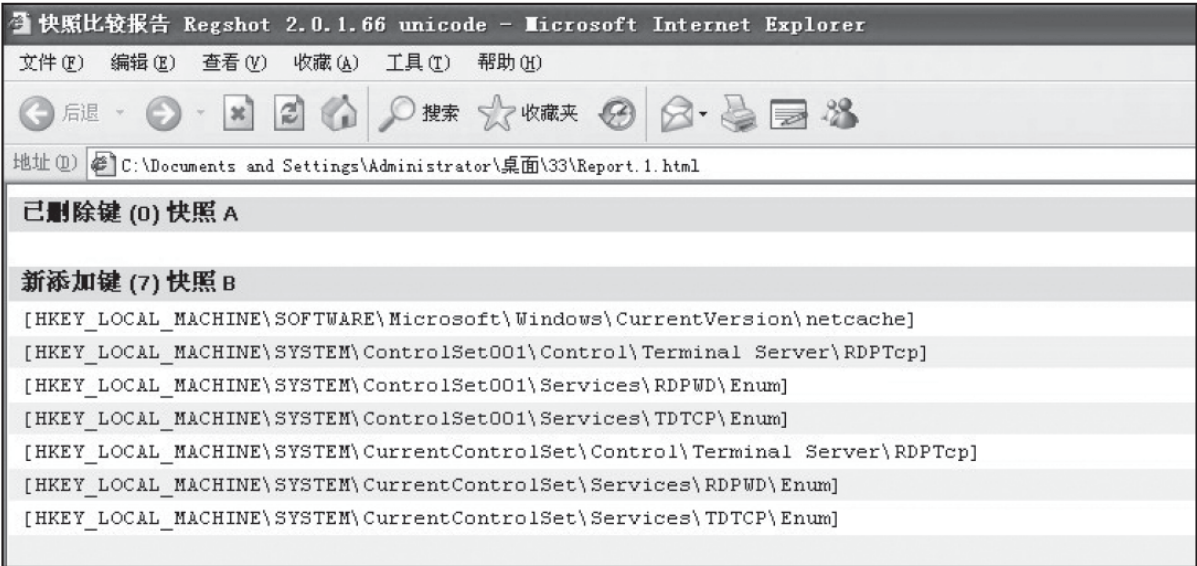 快照比较报告 Regshot 2.0.1.66 unicode - Microsoft Internet Explorer
文件(F) 编辑(E) 查看(V) 收藏(A) 工具(T) 帮助(H)
后退 搜索 收藏夹
地址(D) C:\Documents and Settings\Administrator\桌面\33\Report.1.html
已删除键 (0) 快照 A
新添加键 (7) 快照 B
[HKEY_LOCAL_MACHINE\SOFTWARE\Microsoft\Windows\CurrentVersion\netcache]
[HKEY_LOCAL_MACHINE\SYSTEM\ControlSet001\Control\Terminal Server\RDPTcp]
[HKEY_LOCAL_MACHINE\SYSTEM\ControlSet001\Services\RDPWD\Enum]
[HKEY_LOCAL_MACHINE\SYSTEM\ControlSet001\Services\TDTCP\Enum]
[HKEY_LOCAL_MACHINE\SYSTEM\CurrentControlSet\Control\Terminal Server\RDPTcp]
[HKEY_LOCAL_MACHINE\SYSTEM\CurrentControlSet\Services\RDPWD\Enum]
[HKEY_LOCAL_MACHINE\SYSTEM\CurrentControlSet\Services\TDTCP\Enum]